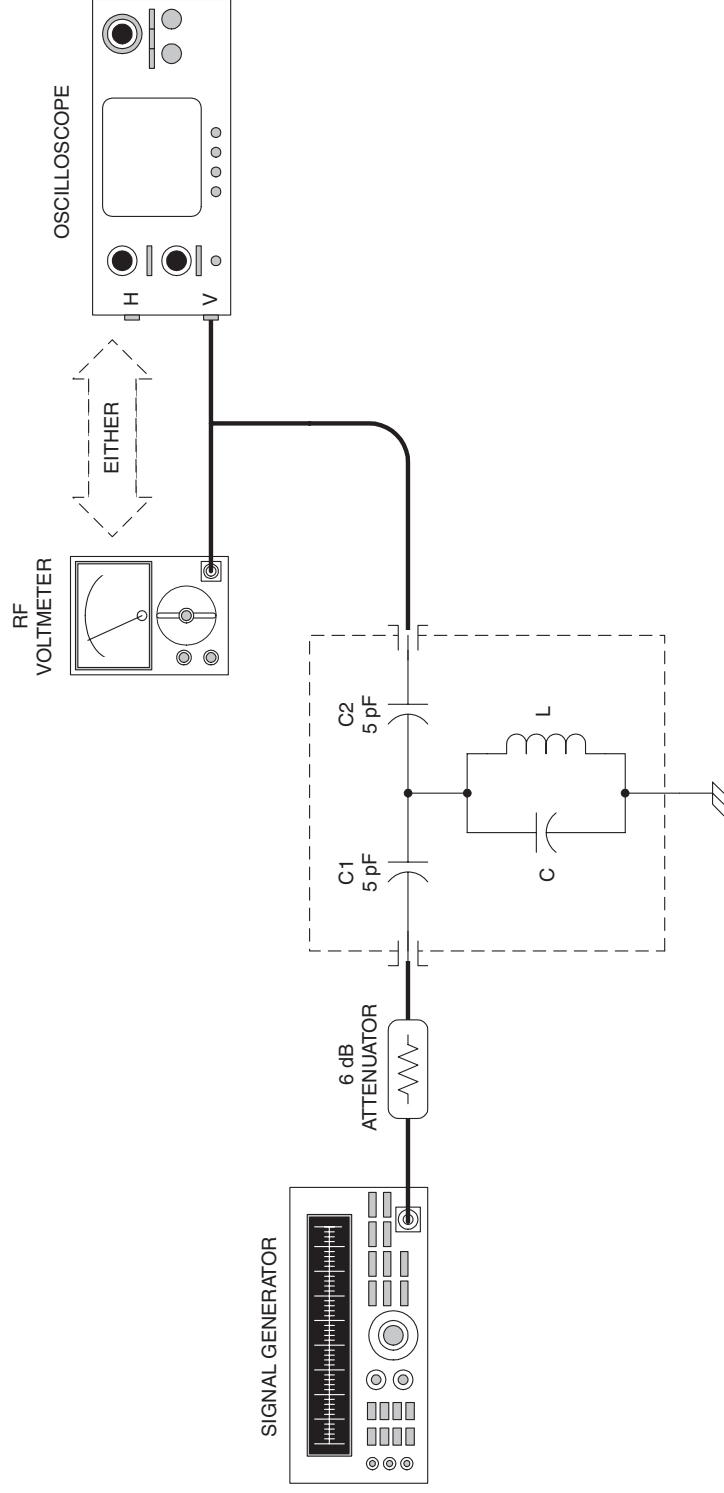 SIGNAL GENERATOR
6 dB
ATTENUATOR
C1
5 pF
C2
5 pF
C
L
RF
VOLTMETER
EITHER
OSCILLOSCOPE
H
V